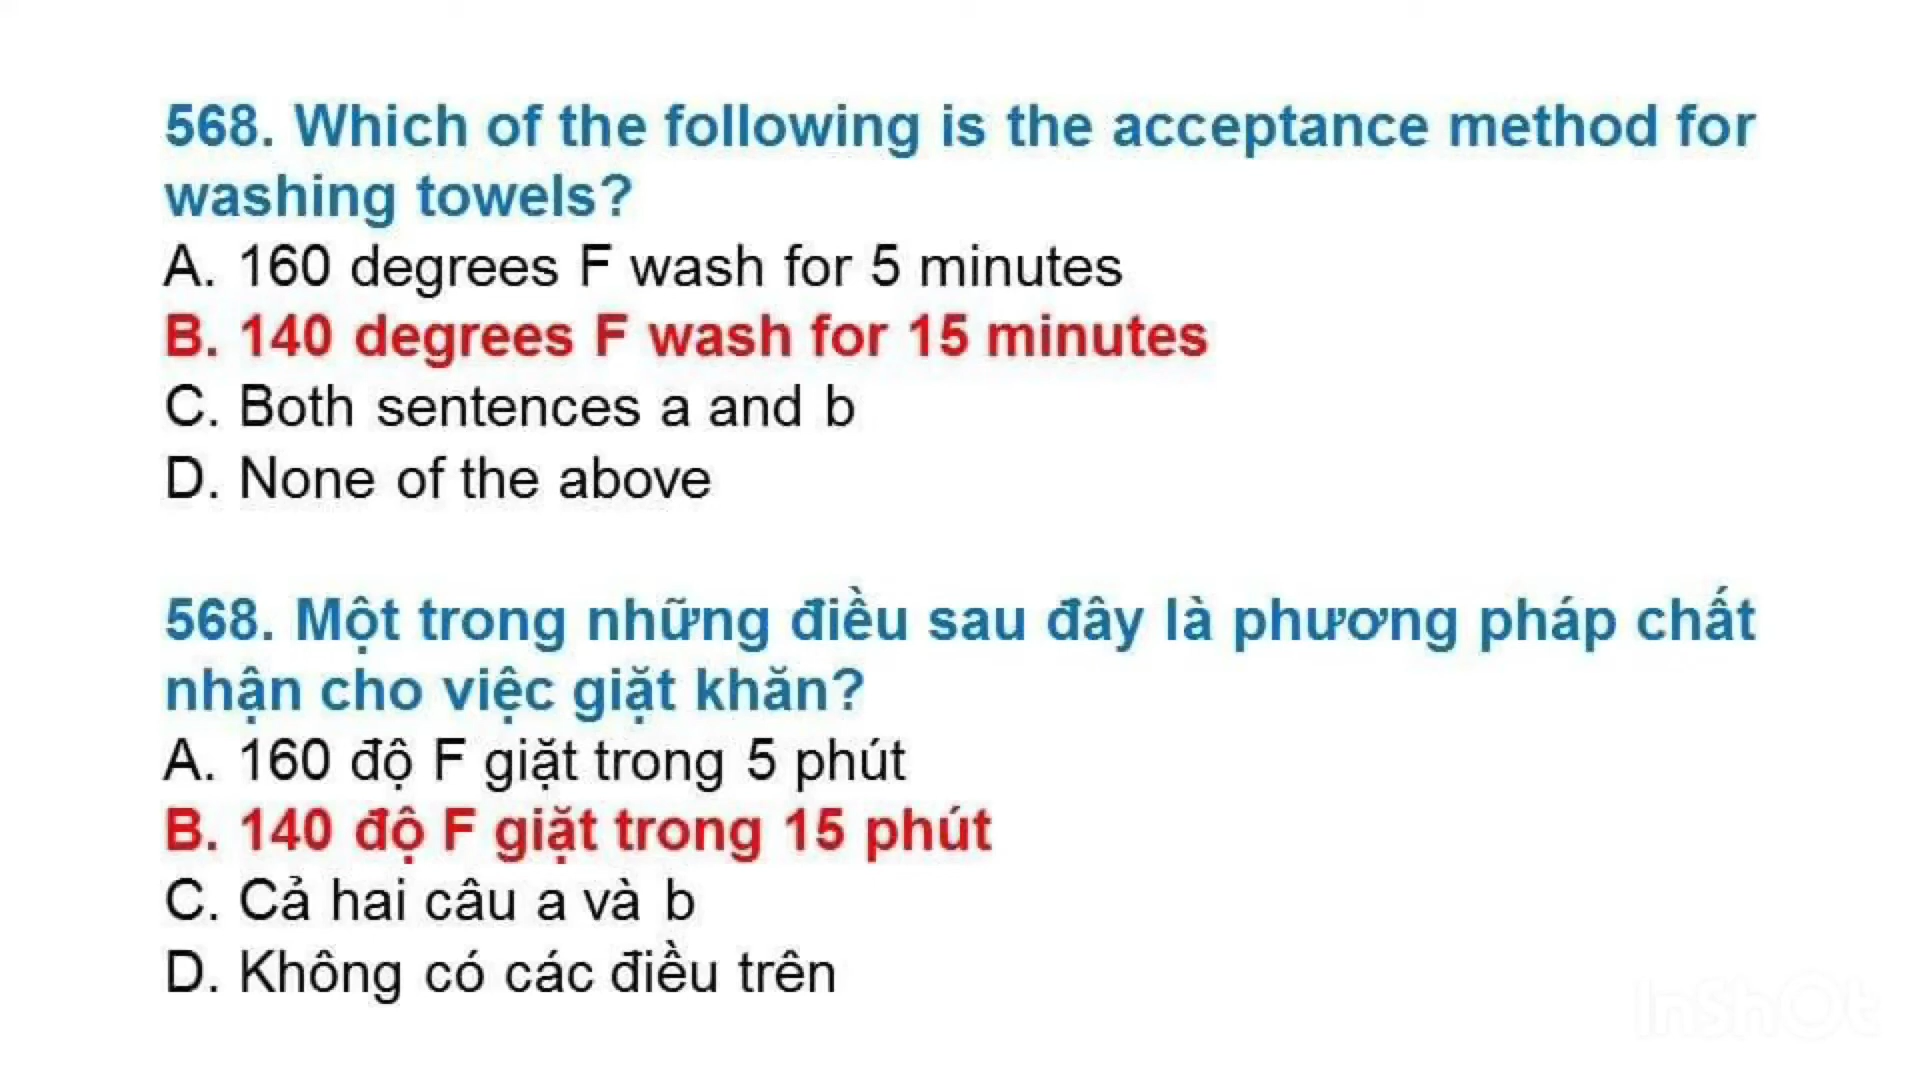 568. Which of the following is the acceptance method for
washing towels?
A. 160 degrees F wash for 5 minutes
B. 140 degrees F wash for 15 minutes
C. Both sentences a and b
D. None of the above
568. Một trong những điều sau đây là phương pháp chất
nhận cho việc giặt khăn?
A. 160 độ F giặt trong 5 phút
B. 140 độ F giặt trong 15 phút
C. Cả hai câu a và b
D. Không có các điều trên
InShOt